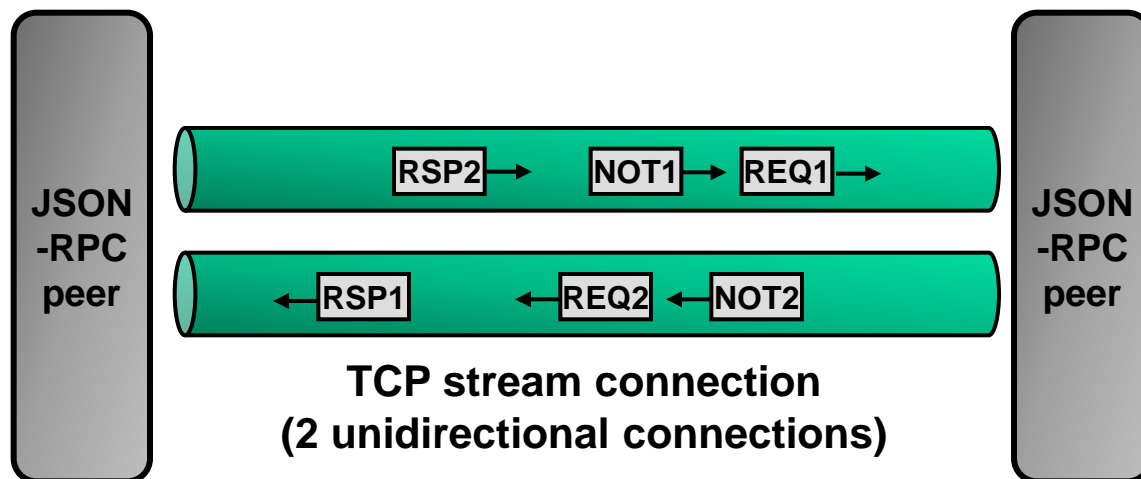 JSON
-RPC
peer
RSP2 NOT1 REQ1
RSP1 REQ2 NOT2
TCP stream connection
(2 unidirectional connections)
JSON
-RPC
peer